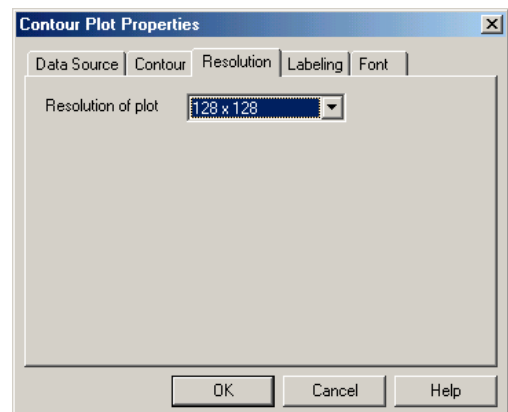 Contour Plot Properties
Data Source Contour Resolution Labeling Font
Resolution of plot 128 x 128
OK Cancel Help